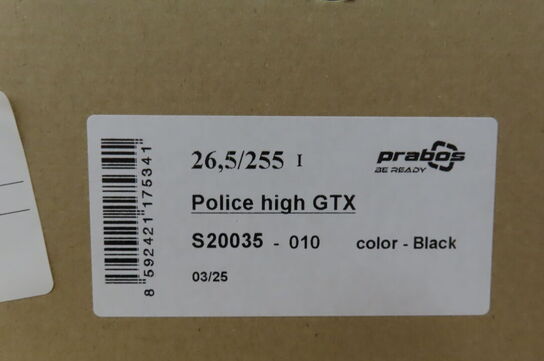 8 592421 175341
26,5/255 I
prabos
BE READY
Police high GTX
S20035 - 010 color - Black
03/25